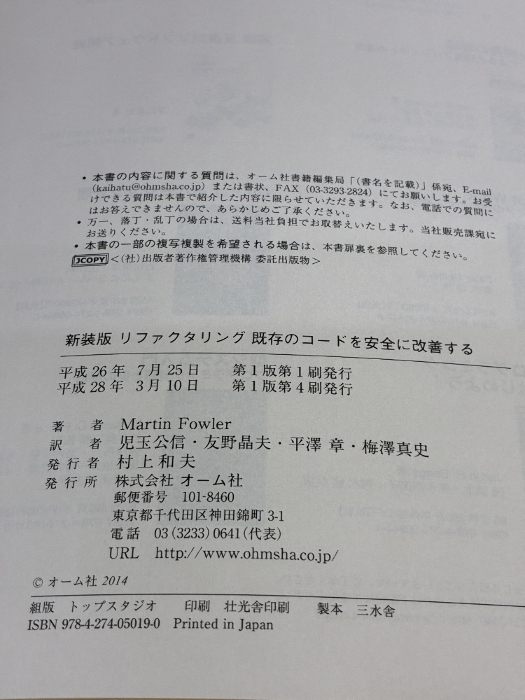 • 本書の内容に関する質問は、オーム社書籍編集局「(書名を記載)」係宛、E-mail
(kaihatu@ohmsha.co.jp) または書状、FAX (03-3293-2824) にてお願いします。お受
けできる質問は本書で紹介した内容に限らせていただきます。なお、電話での質問に
はお答えできませんので、あらかじめご了承ください。
• 万一、落丁・乱丁の場合は、送料当社負担でお取替えいたします。当社販売課宛に
お送りください。
• 本書の一部の複写複製を希望される場合は、本書扉裏を参照してください。
JCOPY <(社)出版者著作権管理機構 委託出版物>
新装版 リファクタリング 既存のコードを安全に改善する
平成26年 7月25日 第1版第1刷発行
平成28年 3月10日 第1版第4刷発行
著者 Martin Fowler
訳者 児玉公信・友野晶夫・平澤 章・梅澤真史
発行者 村上和夫
発行所 株式会社 オーム社
郵便番号 101-8460
東京都千代田区神田錦町3-1
電話 03(3233)0641(代表)
URL http://www.ohmsha.co.jp/
© オーム社 2014
組版 トップスタジオ 印刷 壮光舎印刷 製本 三水舎
ISBN 978-4-274-05019-0 Printed in Japan